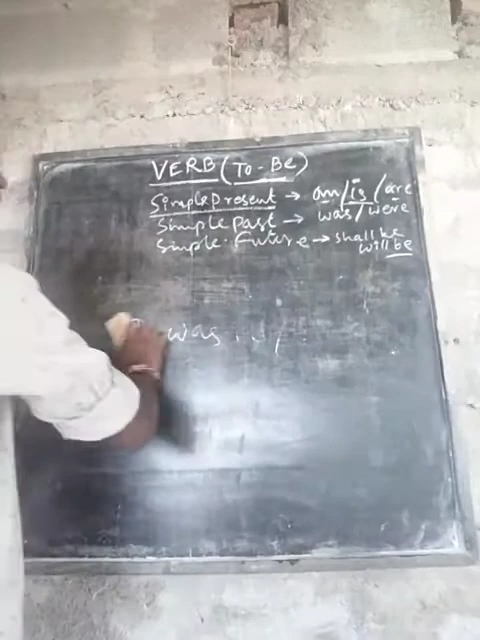 VERB (To-Be)
Simple present → am/is/are
Simple past → was/were
Simple Future → shall be
will be
was